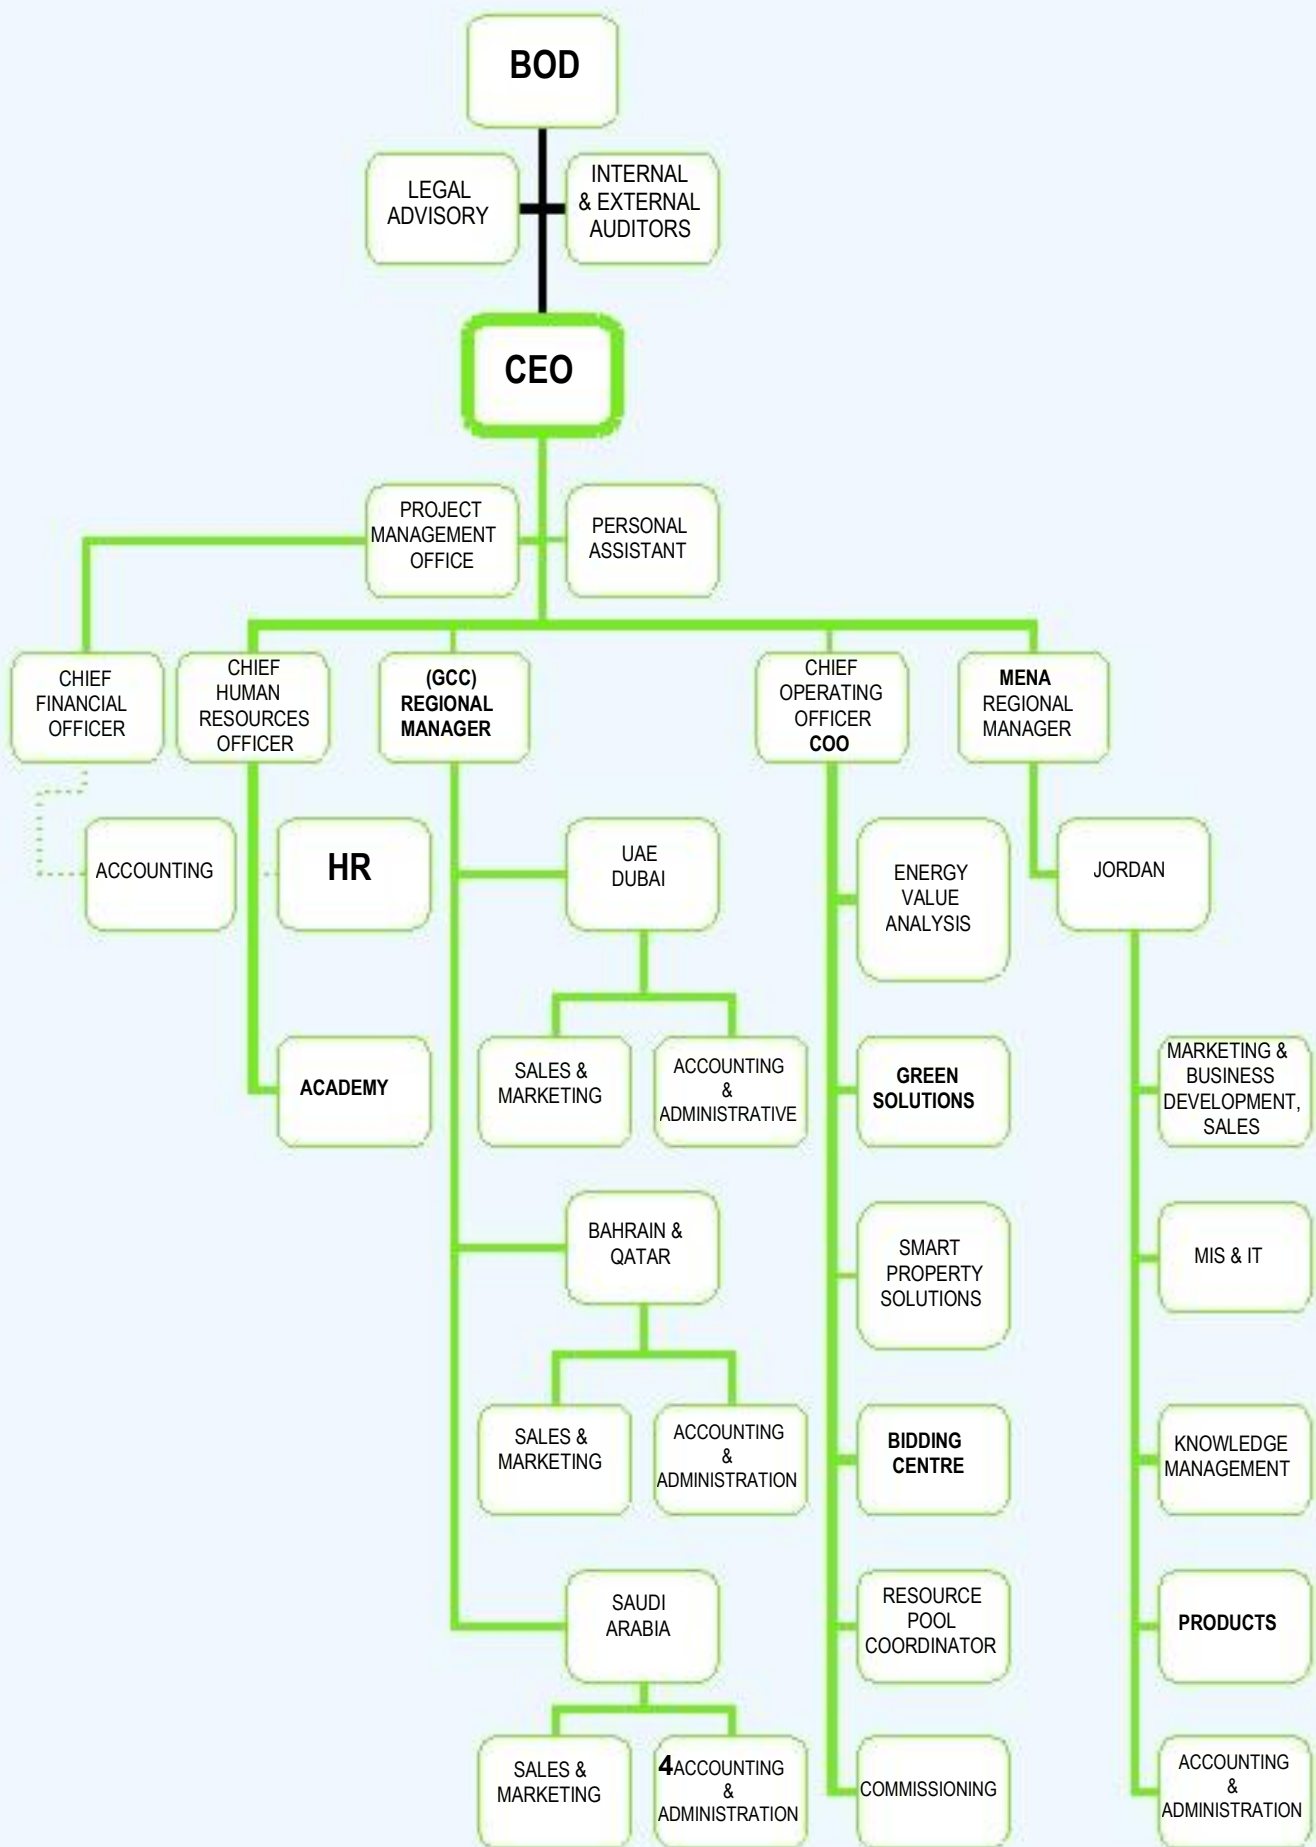 BOD
LEGAL
ADVISORY
INTERNAL
& EXTERNAL
AUDITORS
CEO
PROJECT
MANAGEMENT
OFFICE
PERSONAL
ASSISTANT
CHIEF
FINANCIAL
OFFICER
CHIEF
HUMAN
RESOURCES
OFFICER
(GCC)
REGIONAL
MANAGER
CHIEF
OPERATING
OFFICER
COO
MENA
REGIONAL
MANAGER
ACCOUNTING
HR
UAE
DUBAI
ENERGY
VALUE
ANALYSIS
JORDAN
ACADEMY
SALES &
MARKETING
ACCOUNTING
&
ADMINISTRATIVE
GREEN
SOLUTIONS
MARKETING &
BUSINESS
DEVELOPMENT,
SALES
BAHRAIN &
QATAR
SMART
PROPERTY
SOLUTIONS
MIS & IT
SALES &
MARKETING
ACCOUNTING
&
ADMINISTRATION
BIDDING
CENTRE
KNOWLEDGE
MANAGEMENT
SAUDI
ARABIA
RESOURCE
POOL
COORDINATOR
PRODUCTS
SALES &
MARKETING
4ACCOUNTING
&
ADMINISTRATION
COMMISSIONING
ACCOUNTING
&
ADMINISTRATION